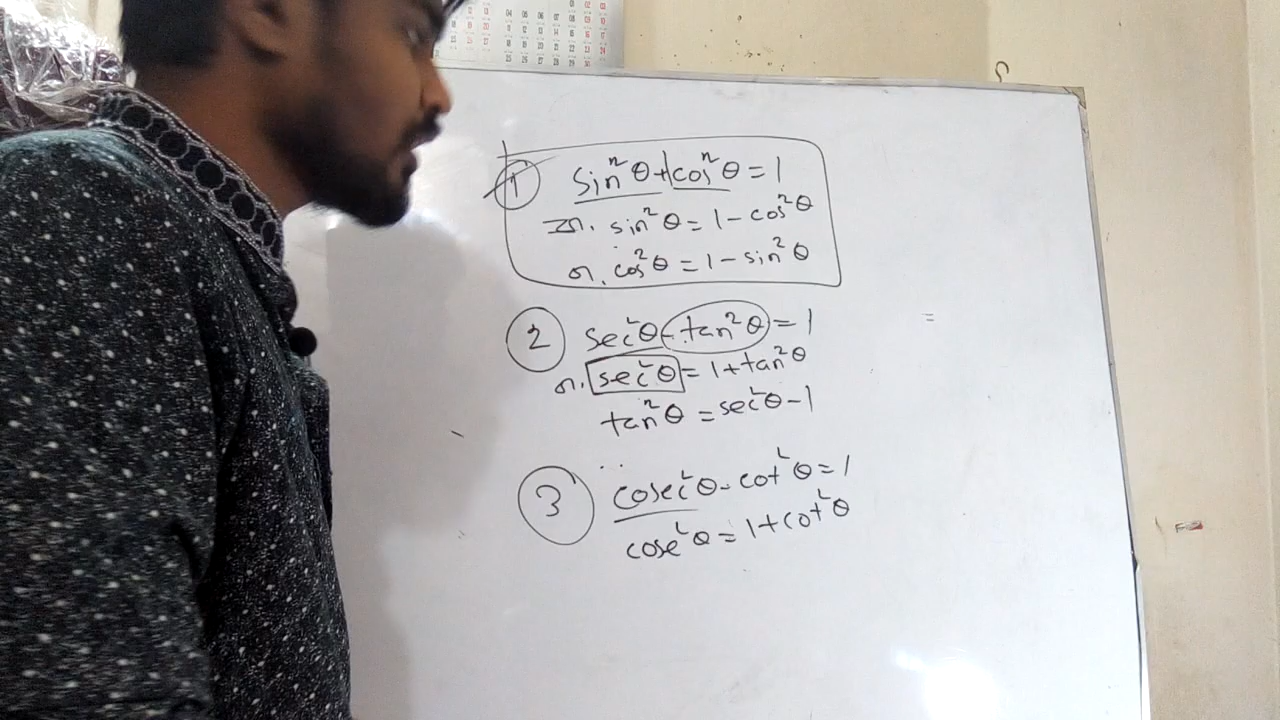 1 sin²θ + cos²θ = 1
বা. sin²θ = 1 - cos²θ
বা. cos²θ = 1 - sin²θ
2 sec²θ - tan²θ = 1
বা. sec²θ = 1 + tan²θ
tan²θ = sec²θ - 1
3 cosec²θ - cot²θ = 1
cose²θ = 1 + cot²θ
=